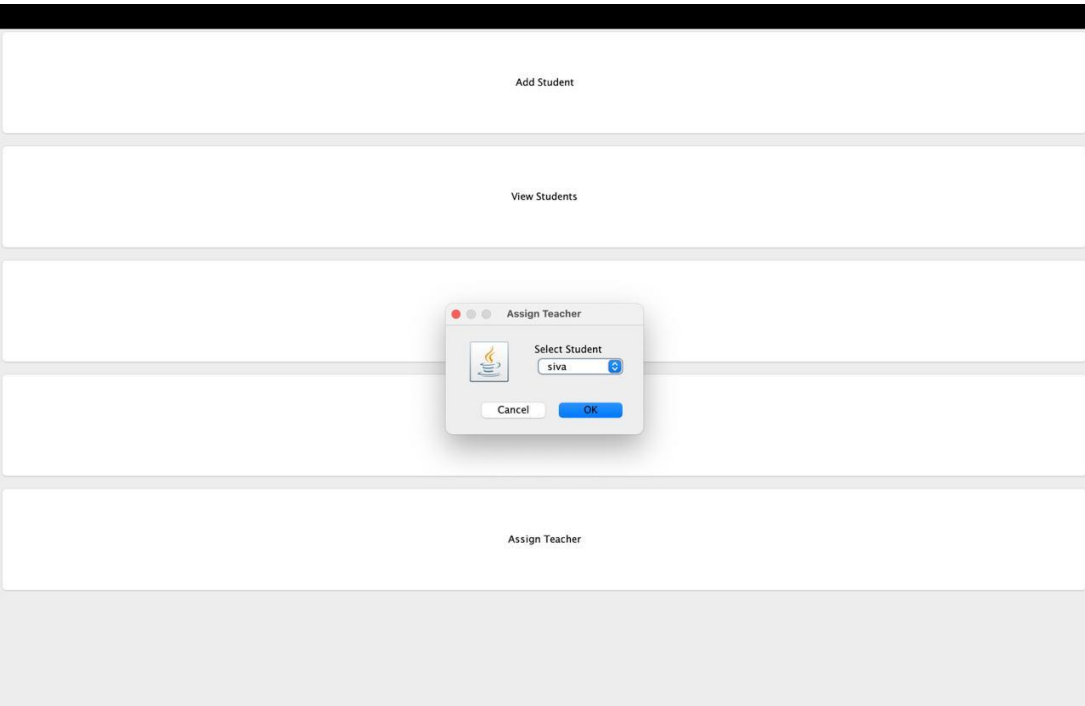 Add Student
View Students
Assign Teacher
Select Student
siva
Cancel OK
Assign Teacher